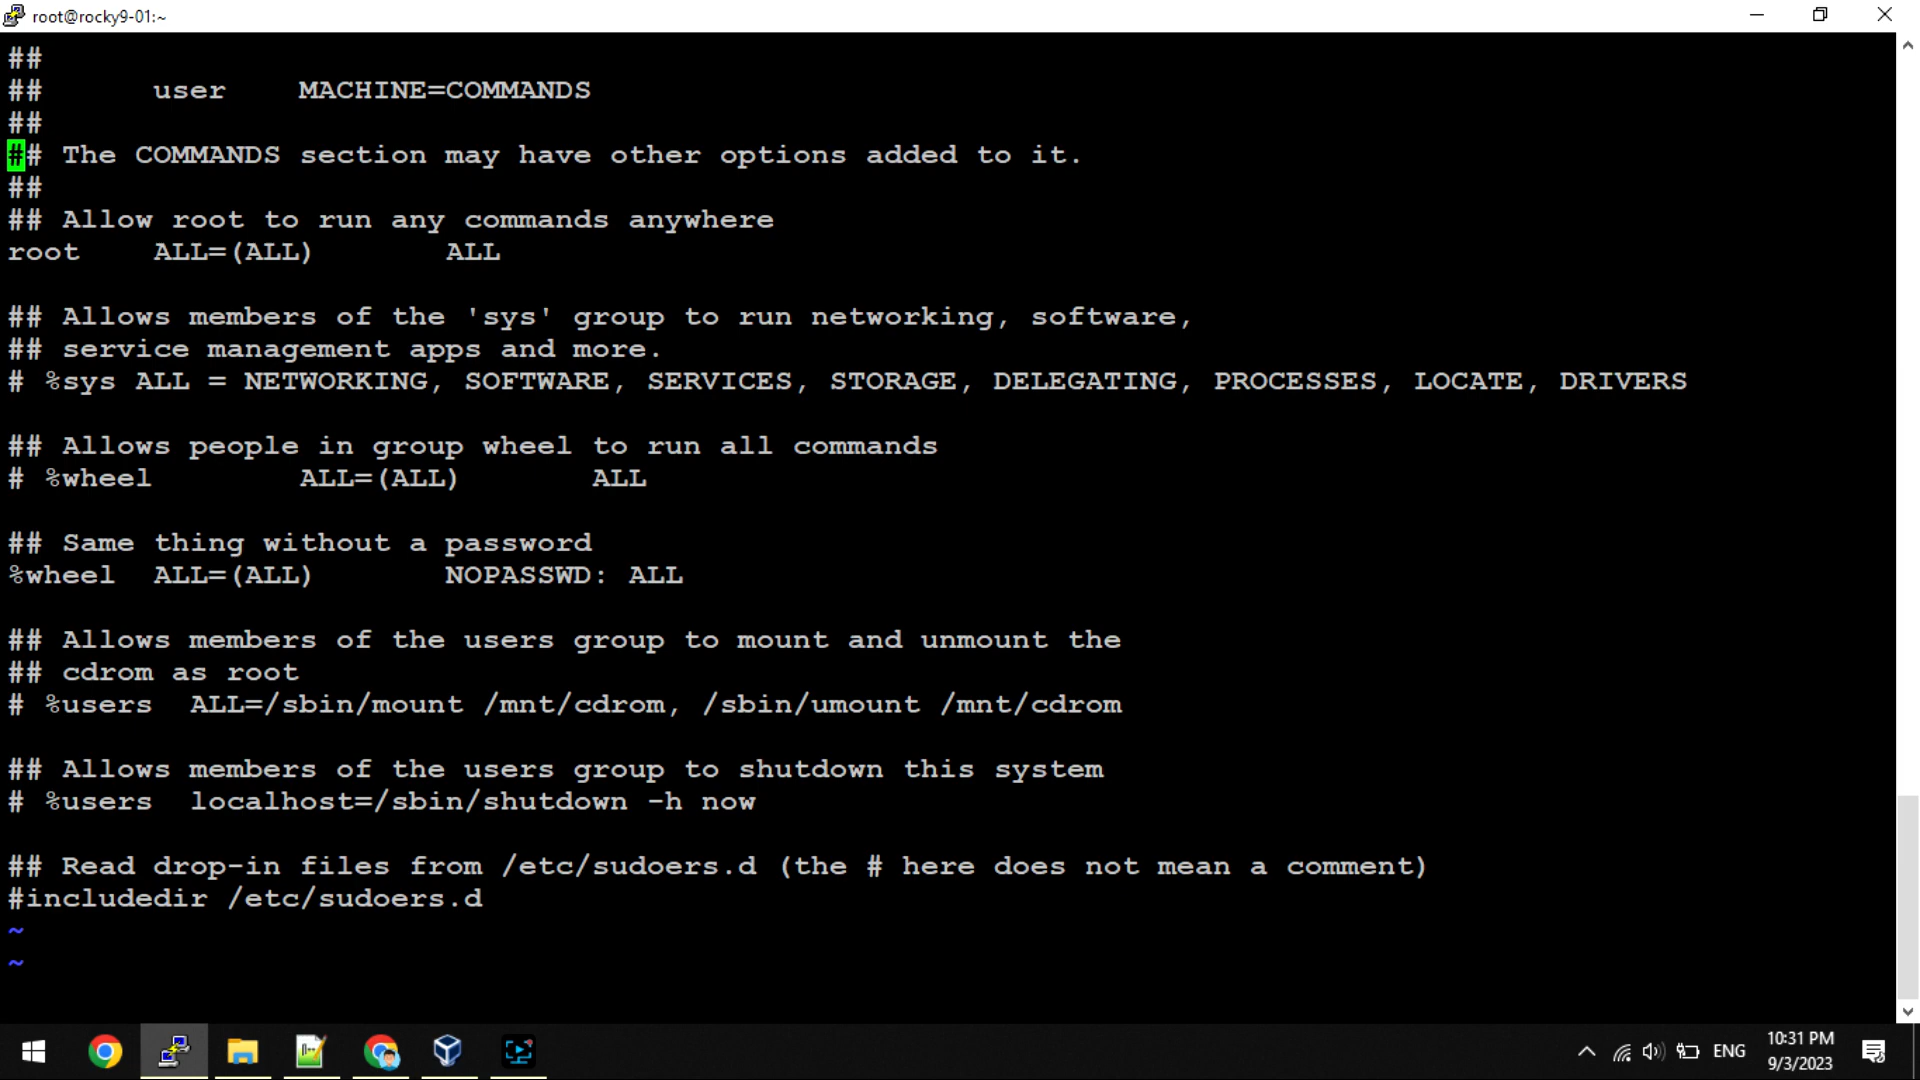 root@rocky9-01:~
##
##      user    MACHINE=COMMANDS
##
## The COMMANDS section may have other options added to it.
##
## Allow root to run any commands anywhere
root    ALL=(ALL)       ALL
## Allows members of the 'sys' group to run networking, software,
## service management apps and more.
# %sys ALL = NETWORKING, SOFTWARE, SERVICES, STORAGE, DELEGATING, PROCESSES, LOCATE, DRIVERS
## Allows people in group wheel to run all commands
# %wheel        ALL=(ALL)       ALL
## Same thing without a password
%wheel  ALL=(ALL)       NOPASSWD: ALL
## Allows members of the users group to mount and unmount the
## cdrom as root
# %users  ALL=/sbin/mount /mnt/cdrom, /sbin/umount /mnt/cdrom
## Allows members of the users group to shutdown this system
# %users  localhost=/sbin/shutdown -h now
## Read drop-in files from /etc/sudoers.d (the # here does not mean a comment)
#includedir /etc/sudoers.d
~
~
ENG
10:31 PM
9/3/2023